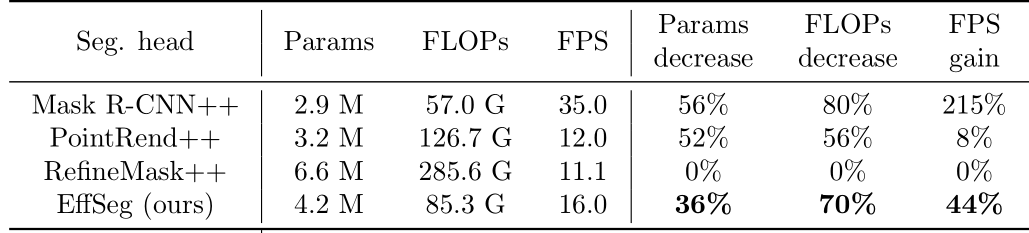 Seg. head Params FLOPs FPS Params decrease FLOPs decrease FPS gain
Mask R-CNN++ 2.9 M 57.0 G 35.0 56% 80% 215%
PointRend++ 3.2 M 126.7 G 12.0 52% 56% 8%
RefineMask++ 6.6 M 285.6 G 11.1 0% 0% 0%
EffSeg (ours) 4.2 M 85.3 G 16.0 36% 70% 44%